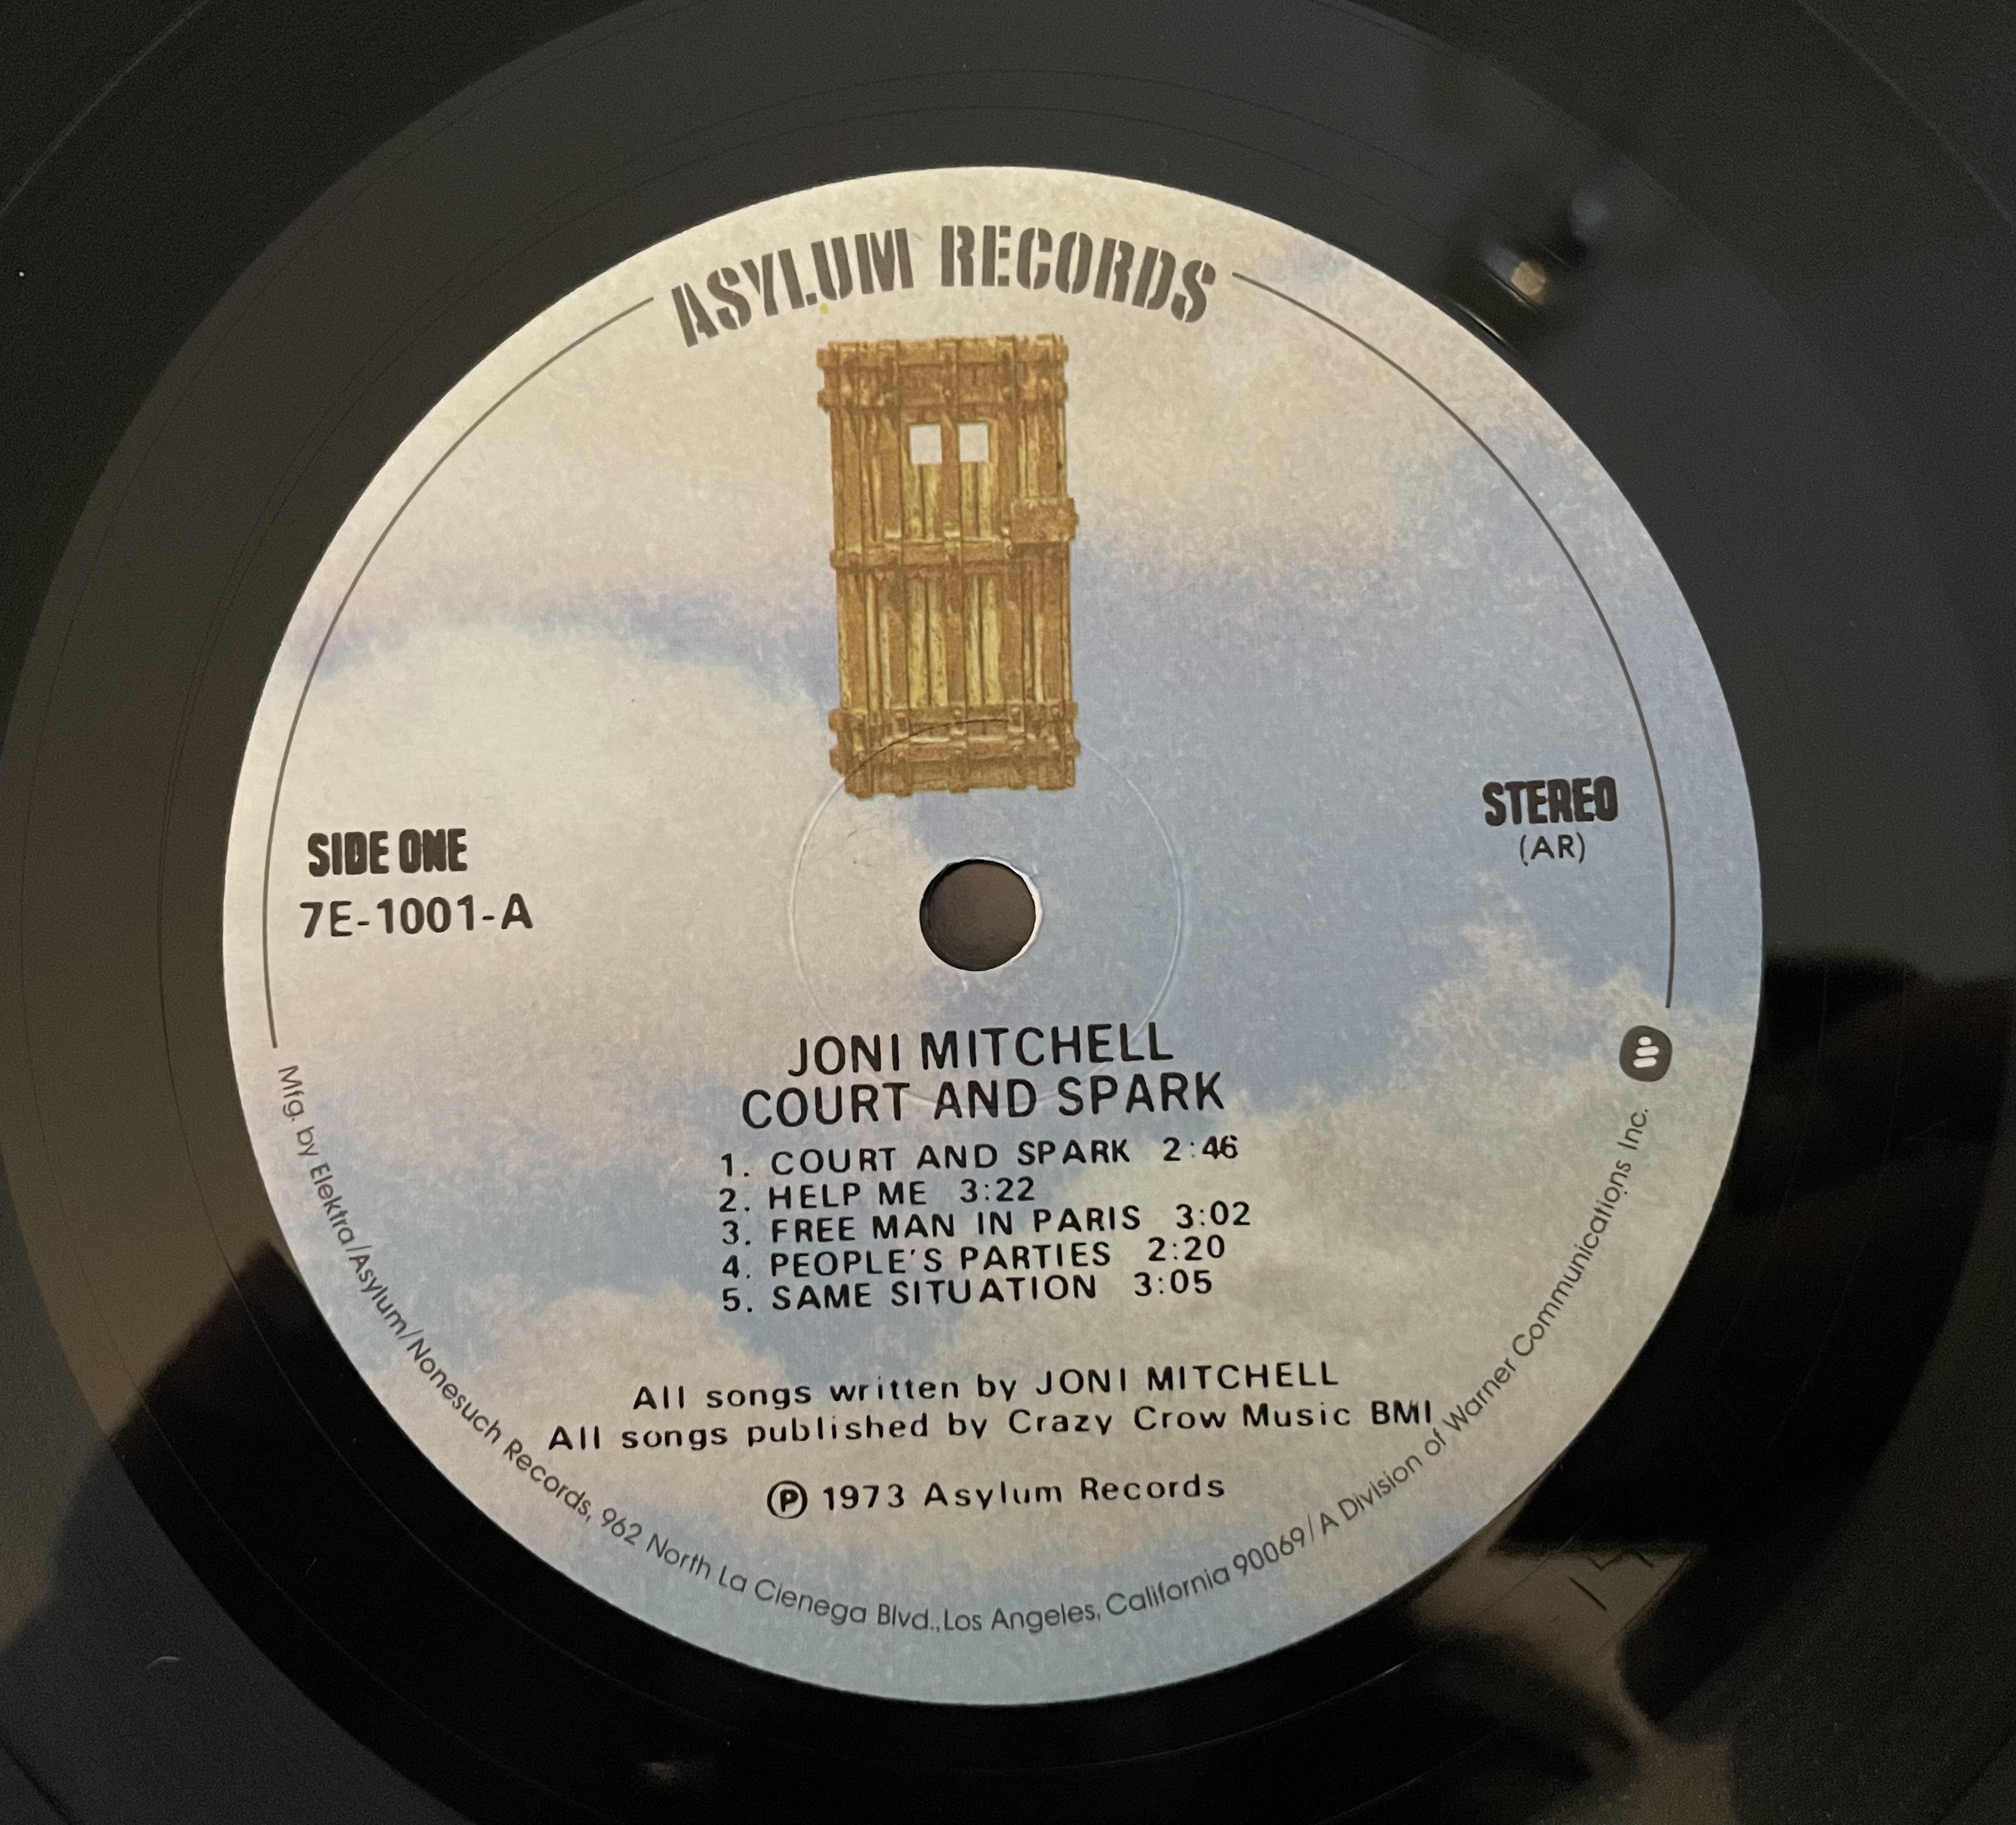 ASYLUM RECORDS
SIDE ONE
7E-1001-A
STEREO
(AR)
JONI MITCHELL
COURT AND SPARK
1. COURT AND SPARK 2:46
2. HELP ME 3:22
3. FREE MAN IN PARIS 3:02
4. PEOPLE'S PARTIES 2:20
5. SAME SITUATION 3:05
All songs written by JONI MITCHELL
All songs published by Crazy Crow Music BMI
Ⓟ 1973 Asylum Records
Mfg. by Elektra/Asylum/Nonesuch Records, 962 North La Cienega Blvd., Los Angeles, California 90069/A Division of Warner Communications Inc.